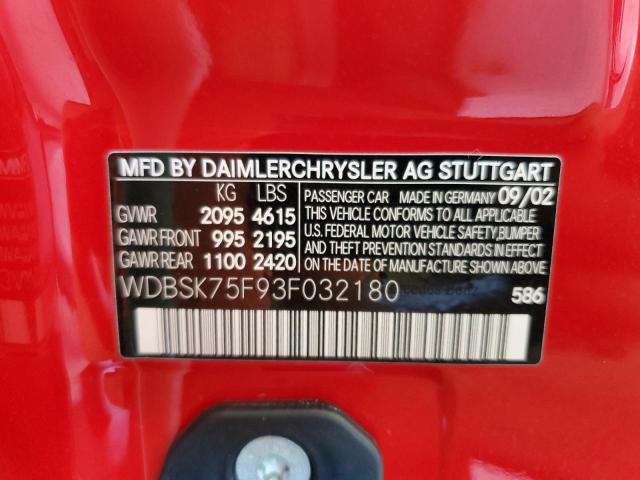 MFD BY DAIMLERCHRYSLER AG STUTTGART
KG LBS
GVWR 2095 4615
GAWR FRONT 995 2195
GAWR REAR 1100 2420
PASSENGER CAR MADE IN GERMANY 09/02
THIS VEHICLE CONFORMS TO ALL APPLICABLE
U.S. FEDERAL MOTOR VEHICLE SAFETY,BUMPER
AND THEFT PREVENTION STANDARDS IN EFFECT
ON THE DATE OF MANUFACTURE SHOWN ABOVE
WDBSK75F93F032180
586